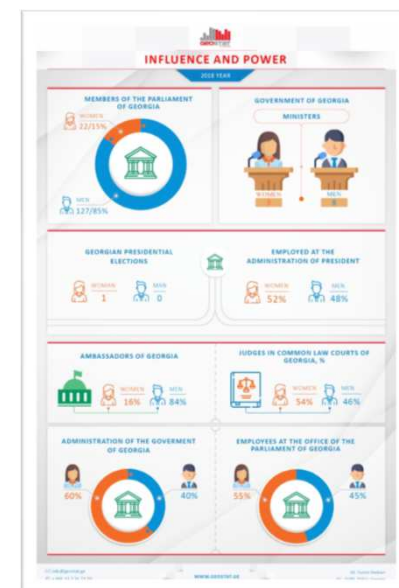 GEOSTAT
INFLUENCE AND POWER
2018 YEAR
MEMBERS OF THE PARLIAMENT
OF GEORGIA
WOMEN
22/15%
MEN
127/85%
GOVERNMENT OF GEORGIA
MINISTERS
WOMEN
MEN
GEORGIAN PRESIDENTIAL
ELECTIONS
WOMEN
1
MEN
0
EMPLOYED AT THE
ADMINISTRATION OF PRESIDENT
WOMEN
52%
MEN
48%
AMBASSADORS OF GEORGIA
WOMEN
16%
MEN
84%
JUDGES IN COMMON LAW COURTS OF
GEORGIA, %
WOMEN
54%
MEN
46%
ADMINISTRATION OF THE GOVERMENT
OF GEORGIA
60%
40%
EMPLOYEES AT THE OFFICE OF THE
PARLIAMENT OF GEORGIA
55%
45%